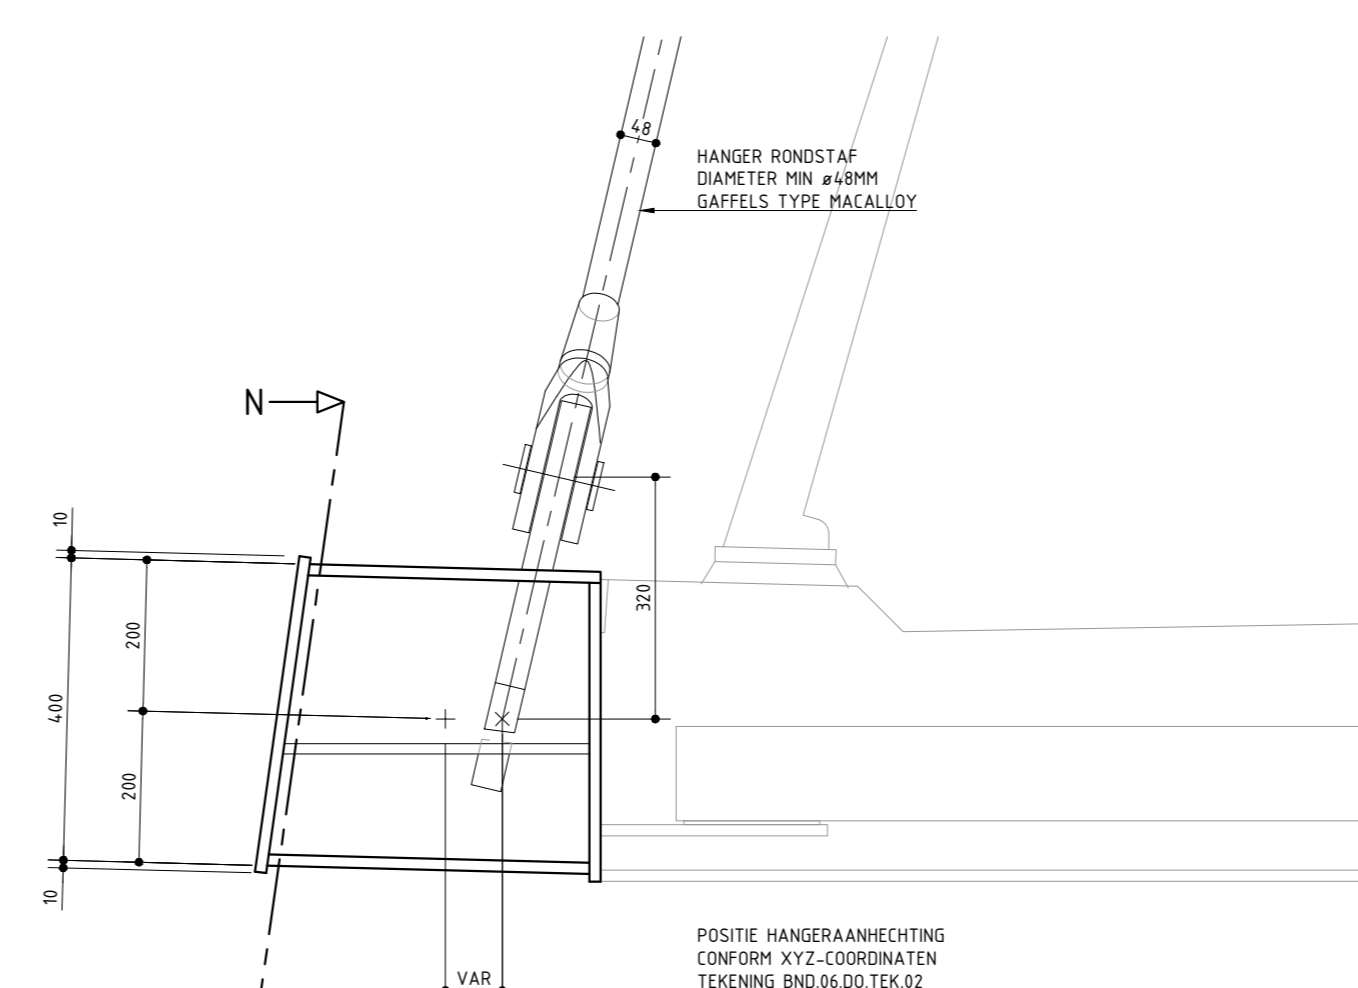 48
HANGER RONDSTAF
DIAMETER MIN ø48MM
GAFFELS TYPE MACALLOY
N
10
200
320
400
200
10
POSITIE HANGERAANHECHTING
CONFORM XYZ-COORDINATEN
TEKENING BND.06.DO.TEK.02
VAR